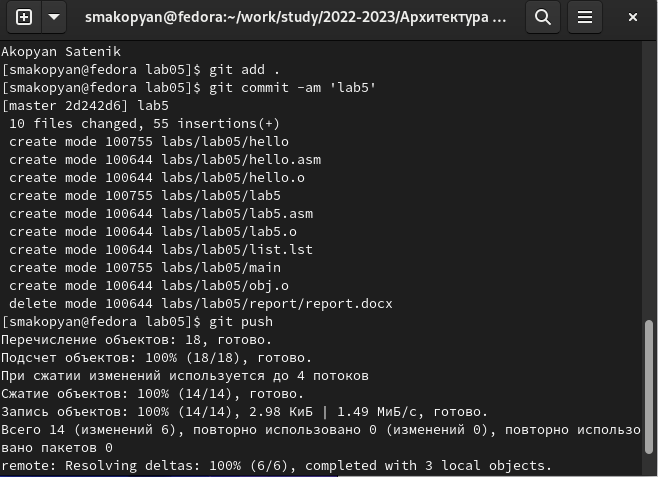 smakopyan@fedora:~/work/study/2022-2023/Архитектура ...
Akopyan Satenik
[smakopyan@fedora lab05]$ git add .
[smakopyan@fedora lab05]$ git commit -am 'lab5'
[master 2d242d6] lab5
 10 files changed, 55 insertions(+)
 create mode 100755 labs/lab05/hello
 create mode 100644 labs/lab05/hello.asm
 create mode 100644 labs/lab05/hello.o
 create mode 100755 labs/lab05/lab5
 create mode 100644 labs/lab05/lab5.asm
 create mode 100644 labs/lab05/lab5.o
 create mode 100644 labs/lab05/list.lst
 create mode 100755 labs/lab05/main
 create mode 100644 labs/lab05/obj.o
 delete mode 100644 labs/lab05/report/report.docx
[smakopyan@fedora lab05]$ git push
Перечисление объектов: 18, готово.
Подсчет объектов: 100% (18/18), готово.
При сжатии изменений используется до 4 потоков
Сжатие объектов: 100% (14/14), готово.
Запись объектов: 100% (14/14), 2.98 КиБ | 1.49 МиБ/с, готово.
Всего 14 (изменений 6), повторно использовано 0 (изменений 0), повторно использо
вано пакетов 0
remote: Resolving deltas: 100% (6/6), completed with 3 local objects.